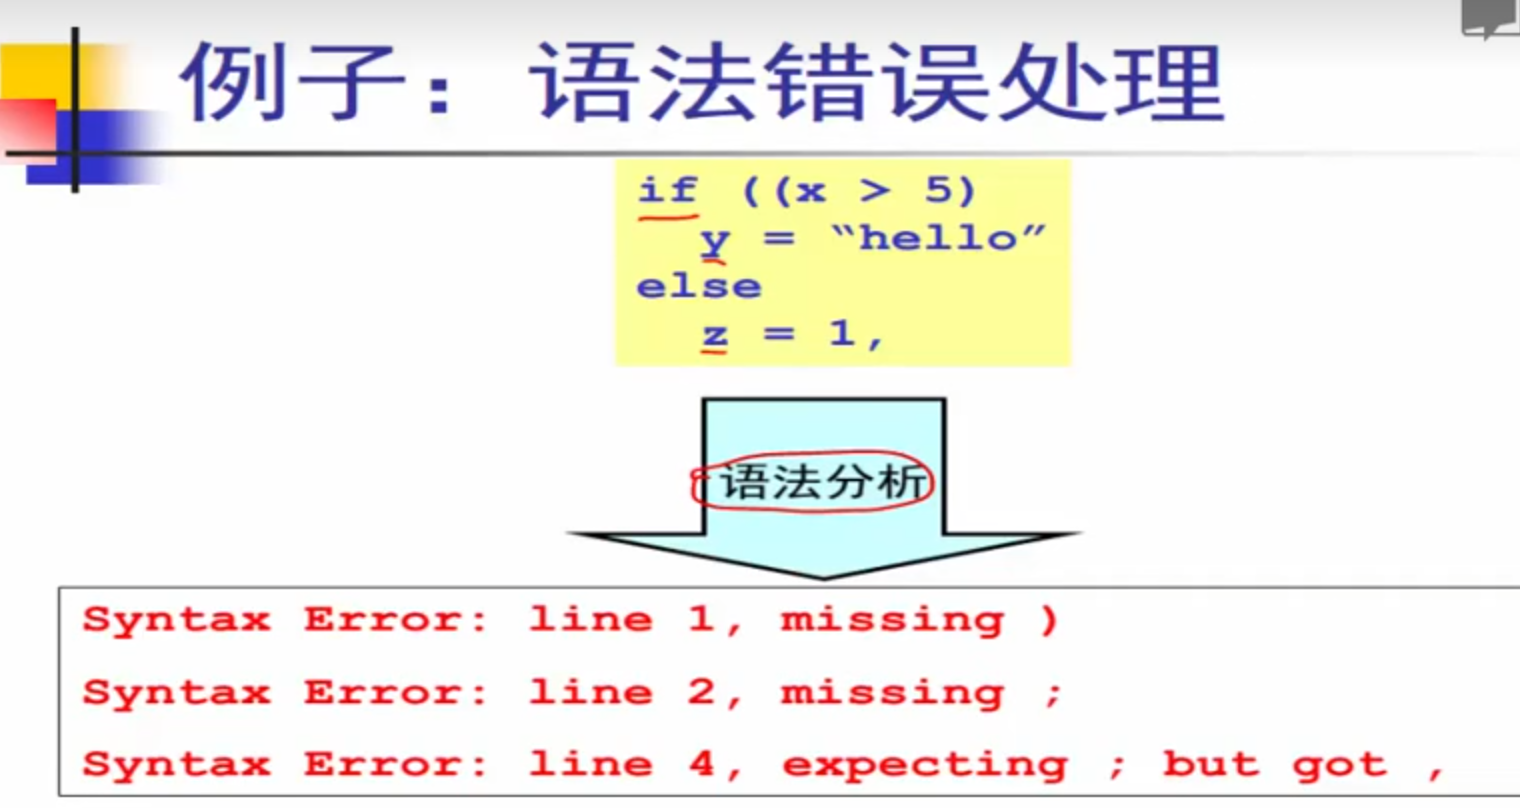 例子：语法错误处理
if ((x > 5)
y = “hello”
else
z = 1,
语法分析
Syntax Error: line 1, missing )
Syntax Error: line 2, missing ;
Syntax Error: line 4, expecting ; but got ,